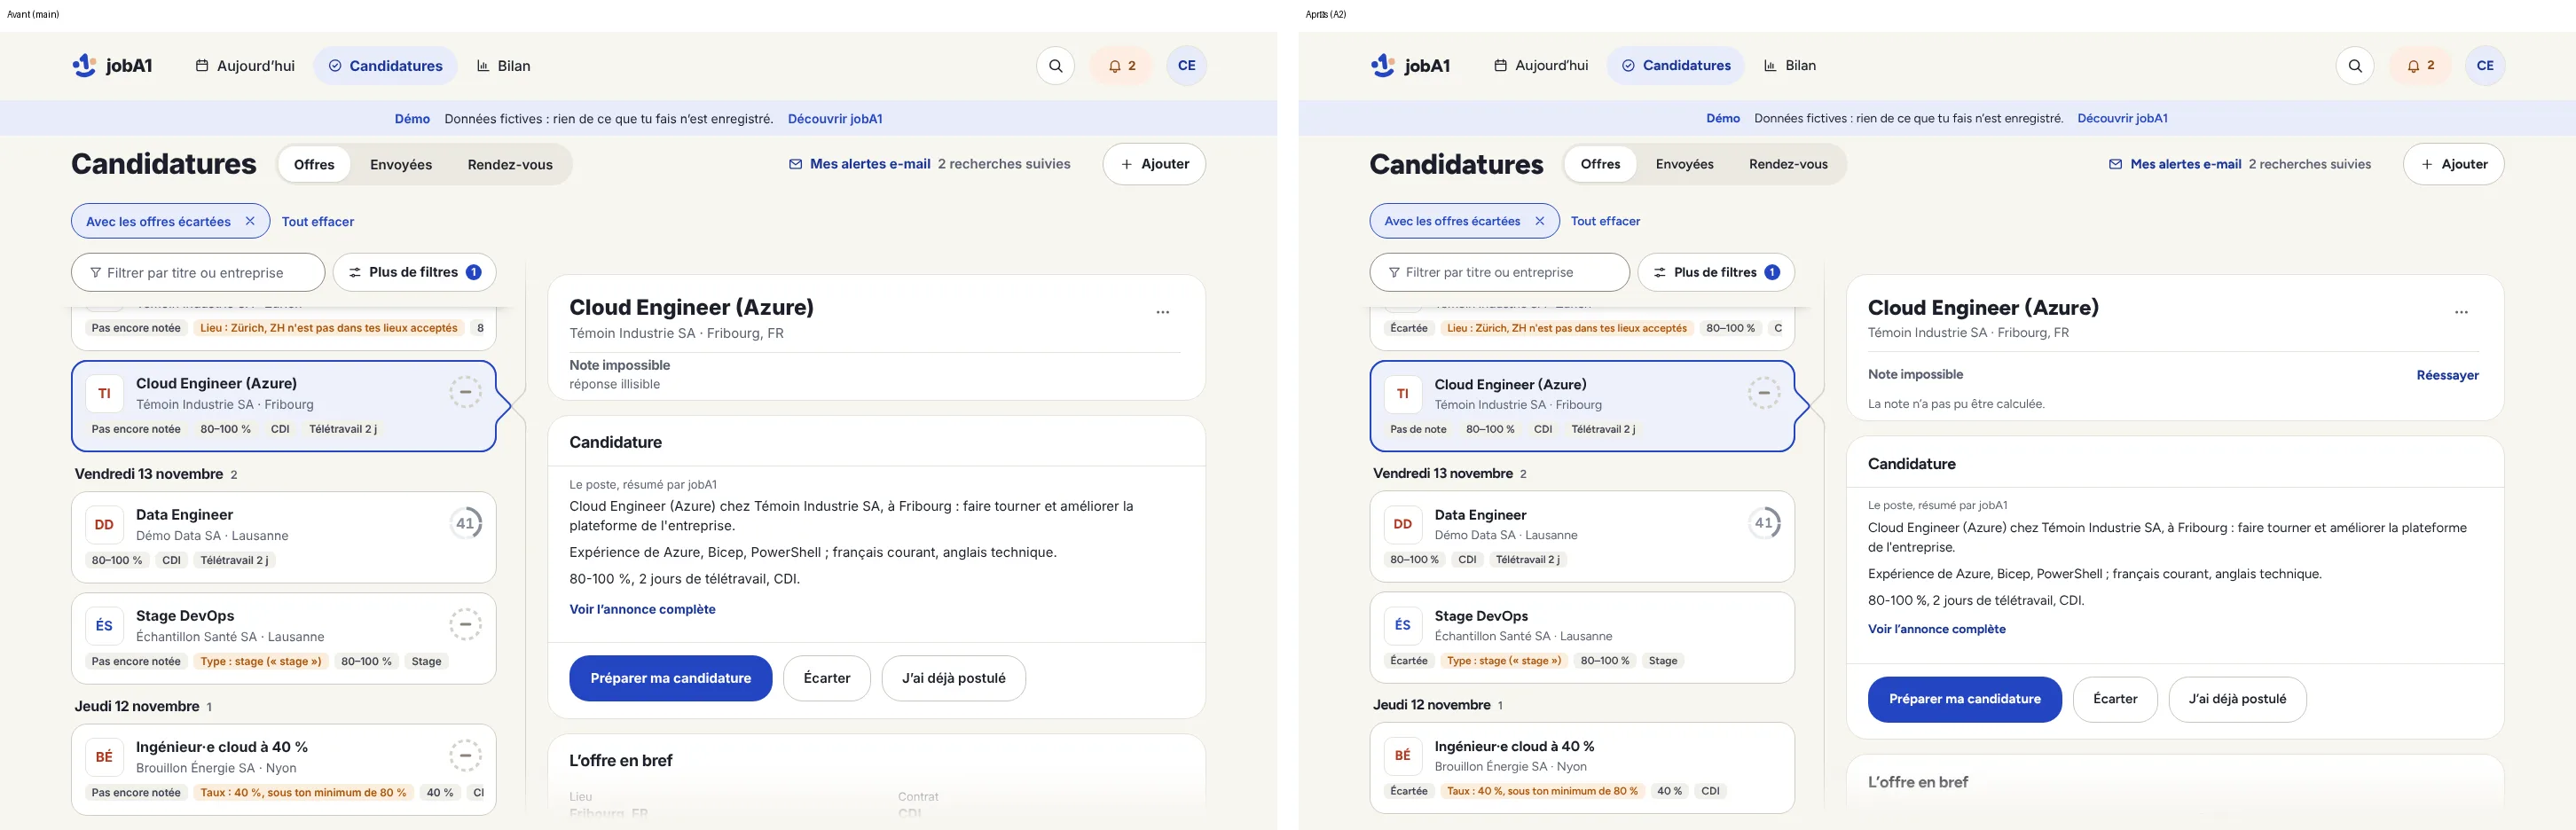 Avant (main)
jobA1
Aujourd'hui
Candidatures
Bilan
2
CE
Démo Données fictives : rien de ce que tu fais n'est enregistré. Découvrir jobA1
Candidatures
Offres
Envoyées
Rendez-vous
Mes alertes e-mail 2 recherches suivies
Ajouter
Avec les offres écartées
Tout effacer
Filtrer par titre ou entreprise
Plus de filtres 1
Pas encore notée Lieu : Zürich, ZH n'est pas dans tes lieux acceptés 8
TI
Cloud Engineer (Azure)
Témoin Industrie SA · Fribourg
Pas encore notée 80–100 % CDI Télétravail 2 j
Vendredi 13 novembre 2
DD
Data Engineer
Démo Data SA · Lausanne
41
80–100 % CDI Télétravail 2 j
ÉS
Stage DevOps
Échantillon Santé SA · Lausanne
Pas encore notée Type : stage (« stage ») 80–100 % Stage
Jeudi 12 novembre 1
BÉ
Ingénieur·e cloud à 40 %
Brouillon Énergie SA · Nyon
Pas encore notée Taux : 40 %, sous ton minimum de 80 % 40 %
Cloud Engineer (Azure)
Témoin Industrie SA · Fribourg, FR
Note impossible
réponse illisible
Candidature
Le poste, résumé par jobA1
Cloud Engineer (Azure) chez Témoin Industrie SA, à Fribourg : faire tourner et améliorer la
plateforme de l'entreprise.
Expérience de Azure, Bicep, PowerShell ; français courant, anglais technique.
80-100 %, 2 jours de télétravail, CDI.
Voir l'annonce complète
Préparer ma candidature
Écarter
J'ai déjà postulé
L'offre en bref
Lieu
Contrat
Fribourg, FR
CDI
Après (A2)
jobA1
Aujourd'hui
Candidatures
Bilan
2
CE
Démo Données fictives : rien de ce que tu fais n'est enregistré. Découvrir jobA1
Candidatures
Offres
Envoyées
Rendez-vous
Mes alertes e-mail 2 recherches suivies
Ajouter
Avec les offres écartées
Tout effacer
Filtrer par titre ou entreprise
Plus de filtres 1
Écartée Lieu : Zürich, ZH n'est pas dans tes lieux acceptés 80–100 % C
TI
Cloud Engineer (Azure)
Témoin Industrie SA · Fribourg
Pas de note 80–100 % CDI Télétravail 2 j
Vendredi 13 novembre 2
DD
Data Engineer
Démo Data SA · Lausanne
41
80–100 % CDI Télétravail 2 j
ÉS
Stage DevOps
Échantillon Santé SA · Lausanne
Écartée Type : stage (« stage ») 80–100 % Stage
Jeudi 12 novembre 1
BÉ
Ingénieur·e cloud à 40 %
Brouillon Énergie SA · Nyon
Écartée Taux : 40 %, sous ton minimum de 80 % 40 % CDI
Cloud Engineer (Azure)
Témoin Industrie SA · Fribourg, FR
Note impossible
Réessayer
La note n'a pas pu être calculée.
Candidature
Le poste, résumé par jobA1
Cloud Engineer (Azure) chez Témoin Industrie SA, à Fribourg : faire tourner et améliorer la plateforme
de l'entreprise.
Expérience de Azure, Bicep, PowerShell ; français courant, anglais technique.
80-100 %, 2 jours de télétravail, CDI.
Voir l'annonce complète
Préparer ma candidature
Écarter
J'ai déjà postulé
L'offre en bref